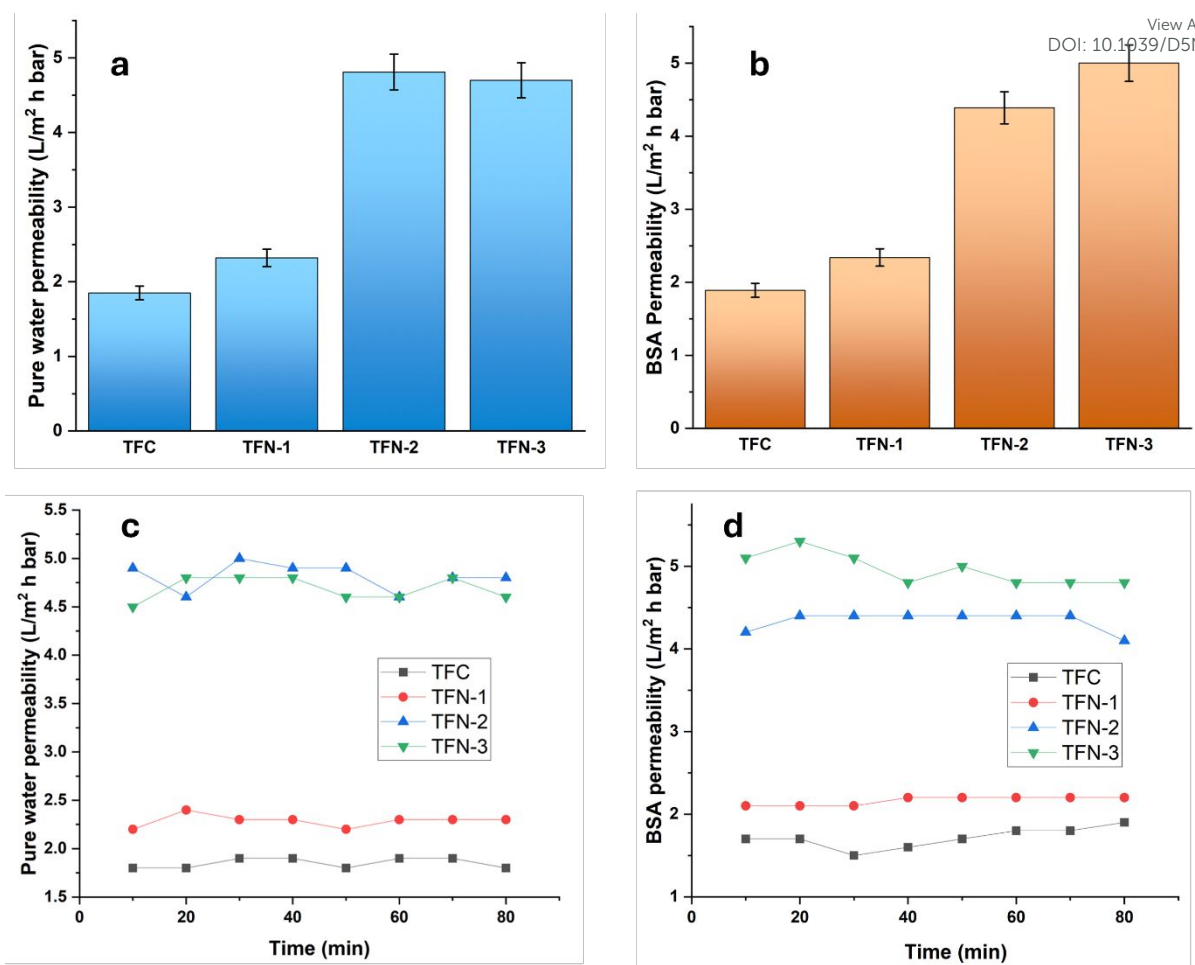 View A
DOI: 10.1039/D5N
a
Pure water permeability (L/m² h bar)
5
4
3
2
1
0
TFC TFN-1 TFN-2 TFN-3
b
BSA Permeability (L/m² h bar)
5
4
3
2
1
0
TFC TFN-1 TFN-2 TFN-3
c
Pure water permeability (L/m² h bar)
5.5
5.0
4.5
4.0
3.5
3.0
2.5
2.0
1.5
TFC
TFN-1
TFN-2
TFN-3
0 20 40 60 80
Time (min)
d
BSA permeability (L/m² h bar)
5
4
3
2
1
TFC
TFN-1
TFN-2
TFN-3
0 20 40 60 80
Time (min)